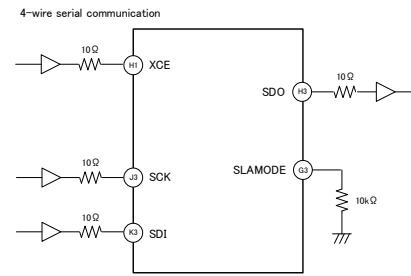 4-wire serial communication
10Ω
H1 XCE
10Ω
SDO H3
10Ω
J3 SCK
SLAMODE G3
10kΩ
10Ω
K3 SDI